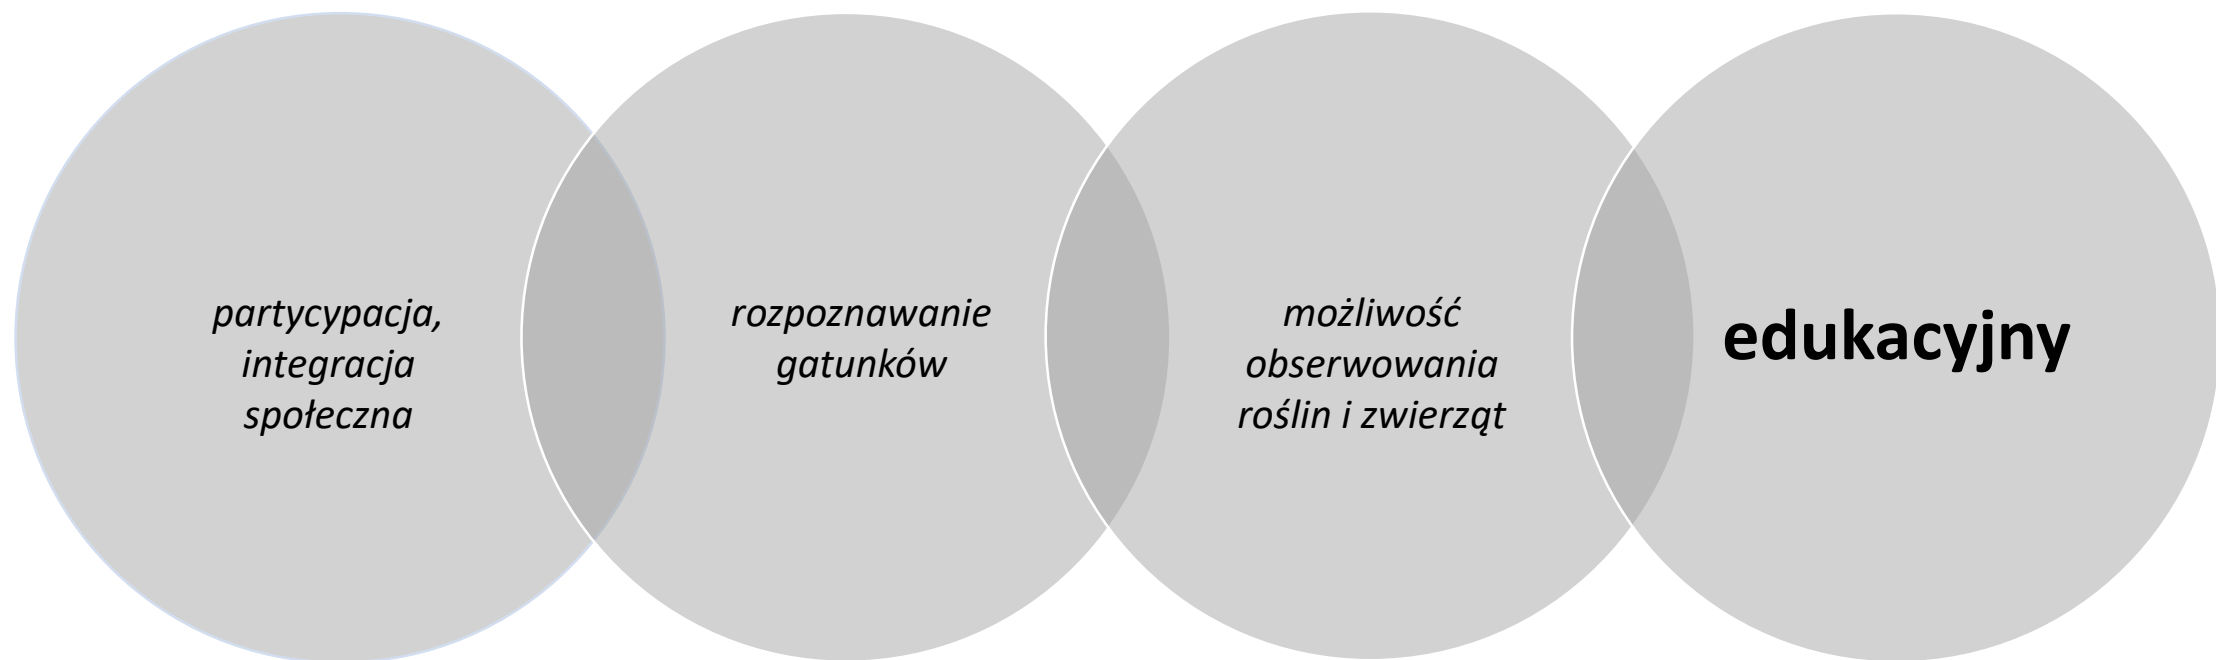 partycypacja,
integracja
społeczna
rozpoznawanie
gatunków
możliwość
obserwowania
roślin i zwierząt
edukacyjny